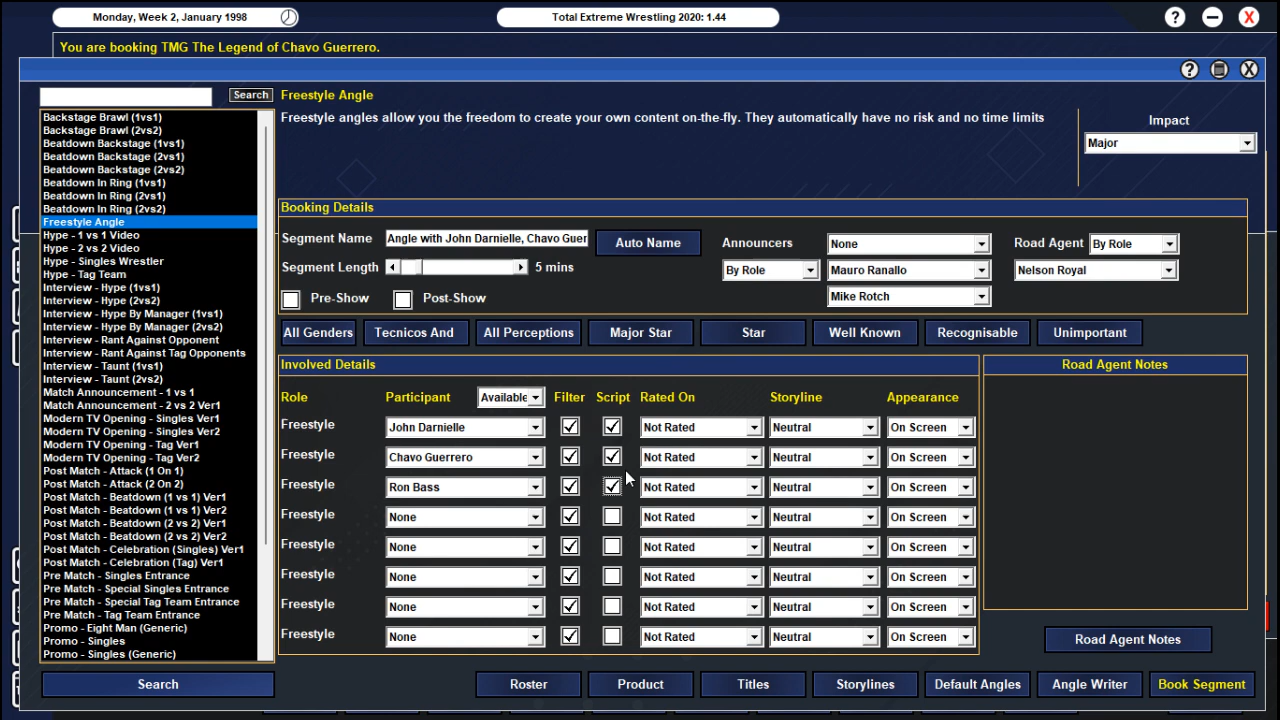 Monday, Week 2, January 1998
Total Extreme Wrestling 2020: 1.44
? X
You are booking TMG The Legend of Chavo Guerrero.
? X
Search
Freestyle Angle
Freestyle angles allow you the freedom to create your own content on-the-fly. They automatically have no risk and no time limits
Impact
Major
Backstage Brawl (1vs1)
Backstage Brawl (2vs2)
Beatdown Backstage (1vs1)
Beatdown Backstage (2vs1)
Beatdown Backstage (2vs2)
Beatdown In Ring (1vs1)
Beatdown In Ring (2vs1)
Beatdown In Ring (2vs2)
Freestyle Angle
Hype - 1 vs 1 Video
Hype - 2 vs 2 Video
Hype - Singles Wrestler
Hype - Tag Team
Interview - Hype (1vs1)
Interview - Hype (2vs2)
Interview - Hype By Manager (1vs1)
Interview - Hype By Manager (2vs2)
Interview - Rant Against Opponent
Interview - Rant Against Tag Opponents
Interview - Taunt (1vs1)
Interview - Taunt (2vs2)
Match Announcement - 1 vs 1
Match Announcement - 2 vs 2 Ver1
Modern TV Opening - Singles Ver1
Modern TV Opening - Singles Ver2
Modern TV Opening - Tag Ver1
Modern TV Opening - Tag Ver2
Post Match - Attack (1 On 1)
Post Match - Attack (2 On 2)
Post Match - Beatdown (1 vs 1) Ver1
Post Match - Beatdown (1 vs 1) Ver2
Post Match - Beatdown (2 vs 2) Ver1
Post Match - Beatdown (2 vs 2) Ver2
Post Match - Celebration (Singles) Ver1
Post Match - Celebration (Tag) Ver1
Pre Match - Singles Entrance
Pre Match - Special Singles Entrance
Pre Match - Special Tag Team Entrance
Pre Match - Tag Team Entrance
Promo - Eight Man (Generic)
Promo - Singles
Promo - Singles (Generic)
Search
Booking Details
Segment Name Angle with John Darnielle, Chavo Guer Auto Name Announcers None Road Agent By Role
Segment Length 5 mins By Role Mauro Ranallo Nelson Royal
Pre-Show Post-Show Mike Rotch
All Genders Tecnicos And All Perceptions Major Star Star Well Known Recognisable Unimportant
Involved Details
Role Participant Available Filter Script Rated On Storyline Appearance
Freestyle John Darnielle Not Rated Neutral On Screen
Freestyle Chavo Guerrero Not Rated Neutral On Screen
Freestyle Ron Bass Not Rated Neutral On Screen
Freestyle None Not Rated Neutral On Screen
Freestyle None Not Rated Neutral On Screen
Freestyle None Not Rated Neutral On Screen
Freestyle None Not Rated Neutral On Screen
Freestyle None Not Rated Neutral On Screen
Road Agent Notes
Road Agent Notes
Roster Product Titles Storylines Default Angles Angle Writer Book Segment